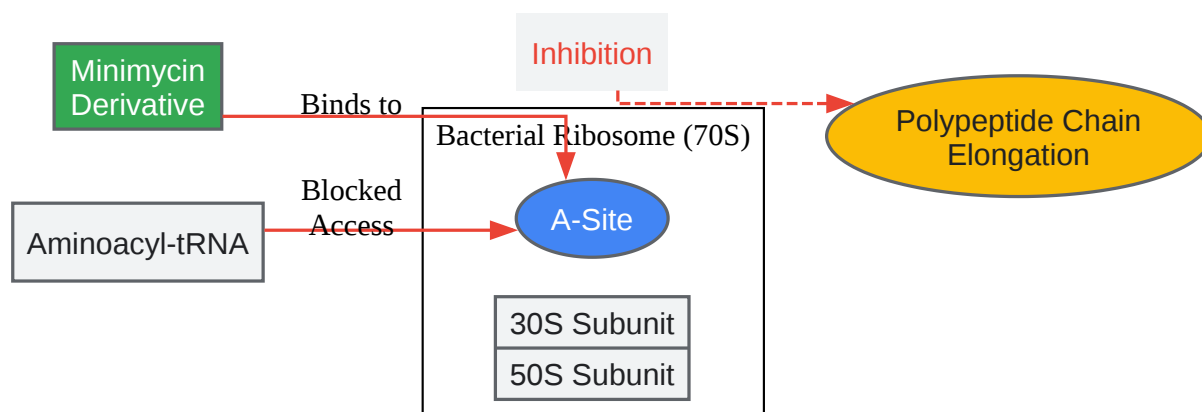 Minimycin
Derivative
Inhibition
Binds to
Polypeptide Chain
Elongation
Bacterial Ribosome (70S)
Blocked
Access
A-Site
Aminoacyl-tRNA
30S Subunit
50S Subunit